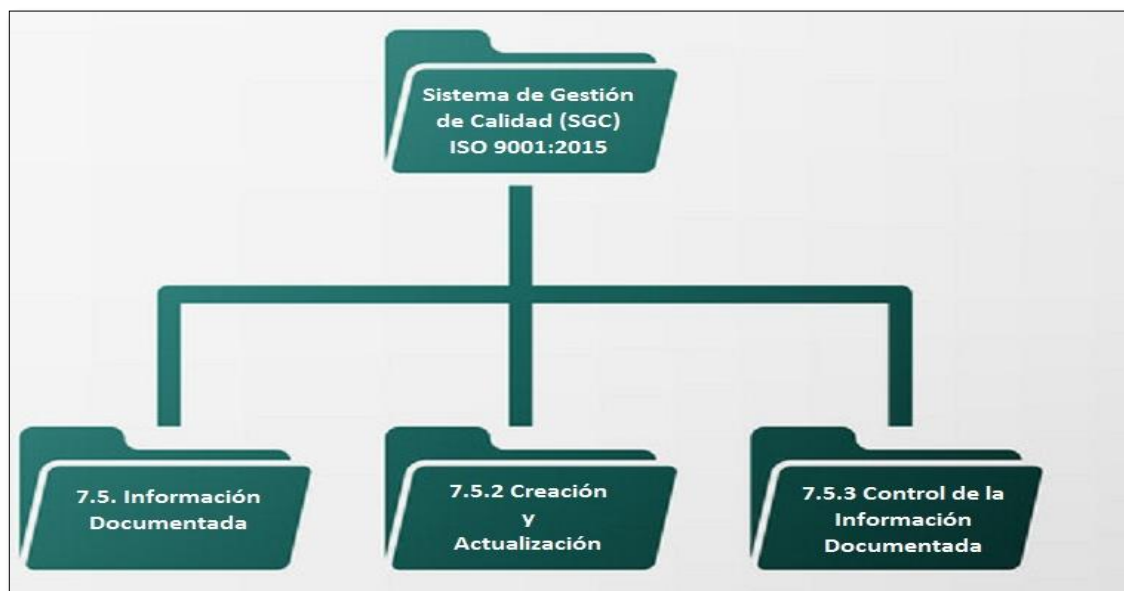 Sistema de Gestión
de Calidad (SGC)
ISO 9001:2015
7.5. Información
Documentada
7.5.2 Creación
y
Actualización
7.5.3 Control de la
Información
Documentada